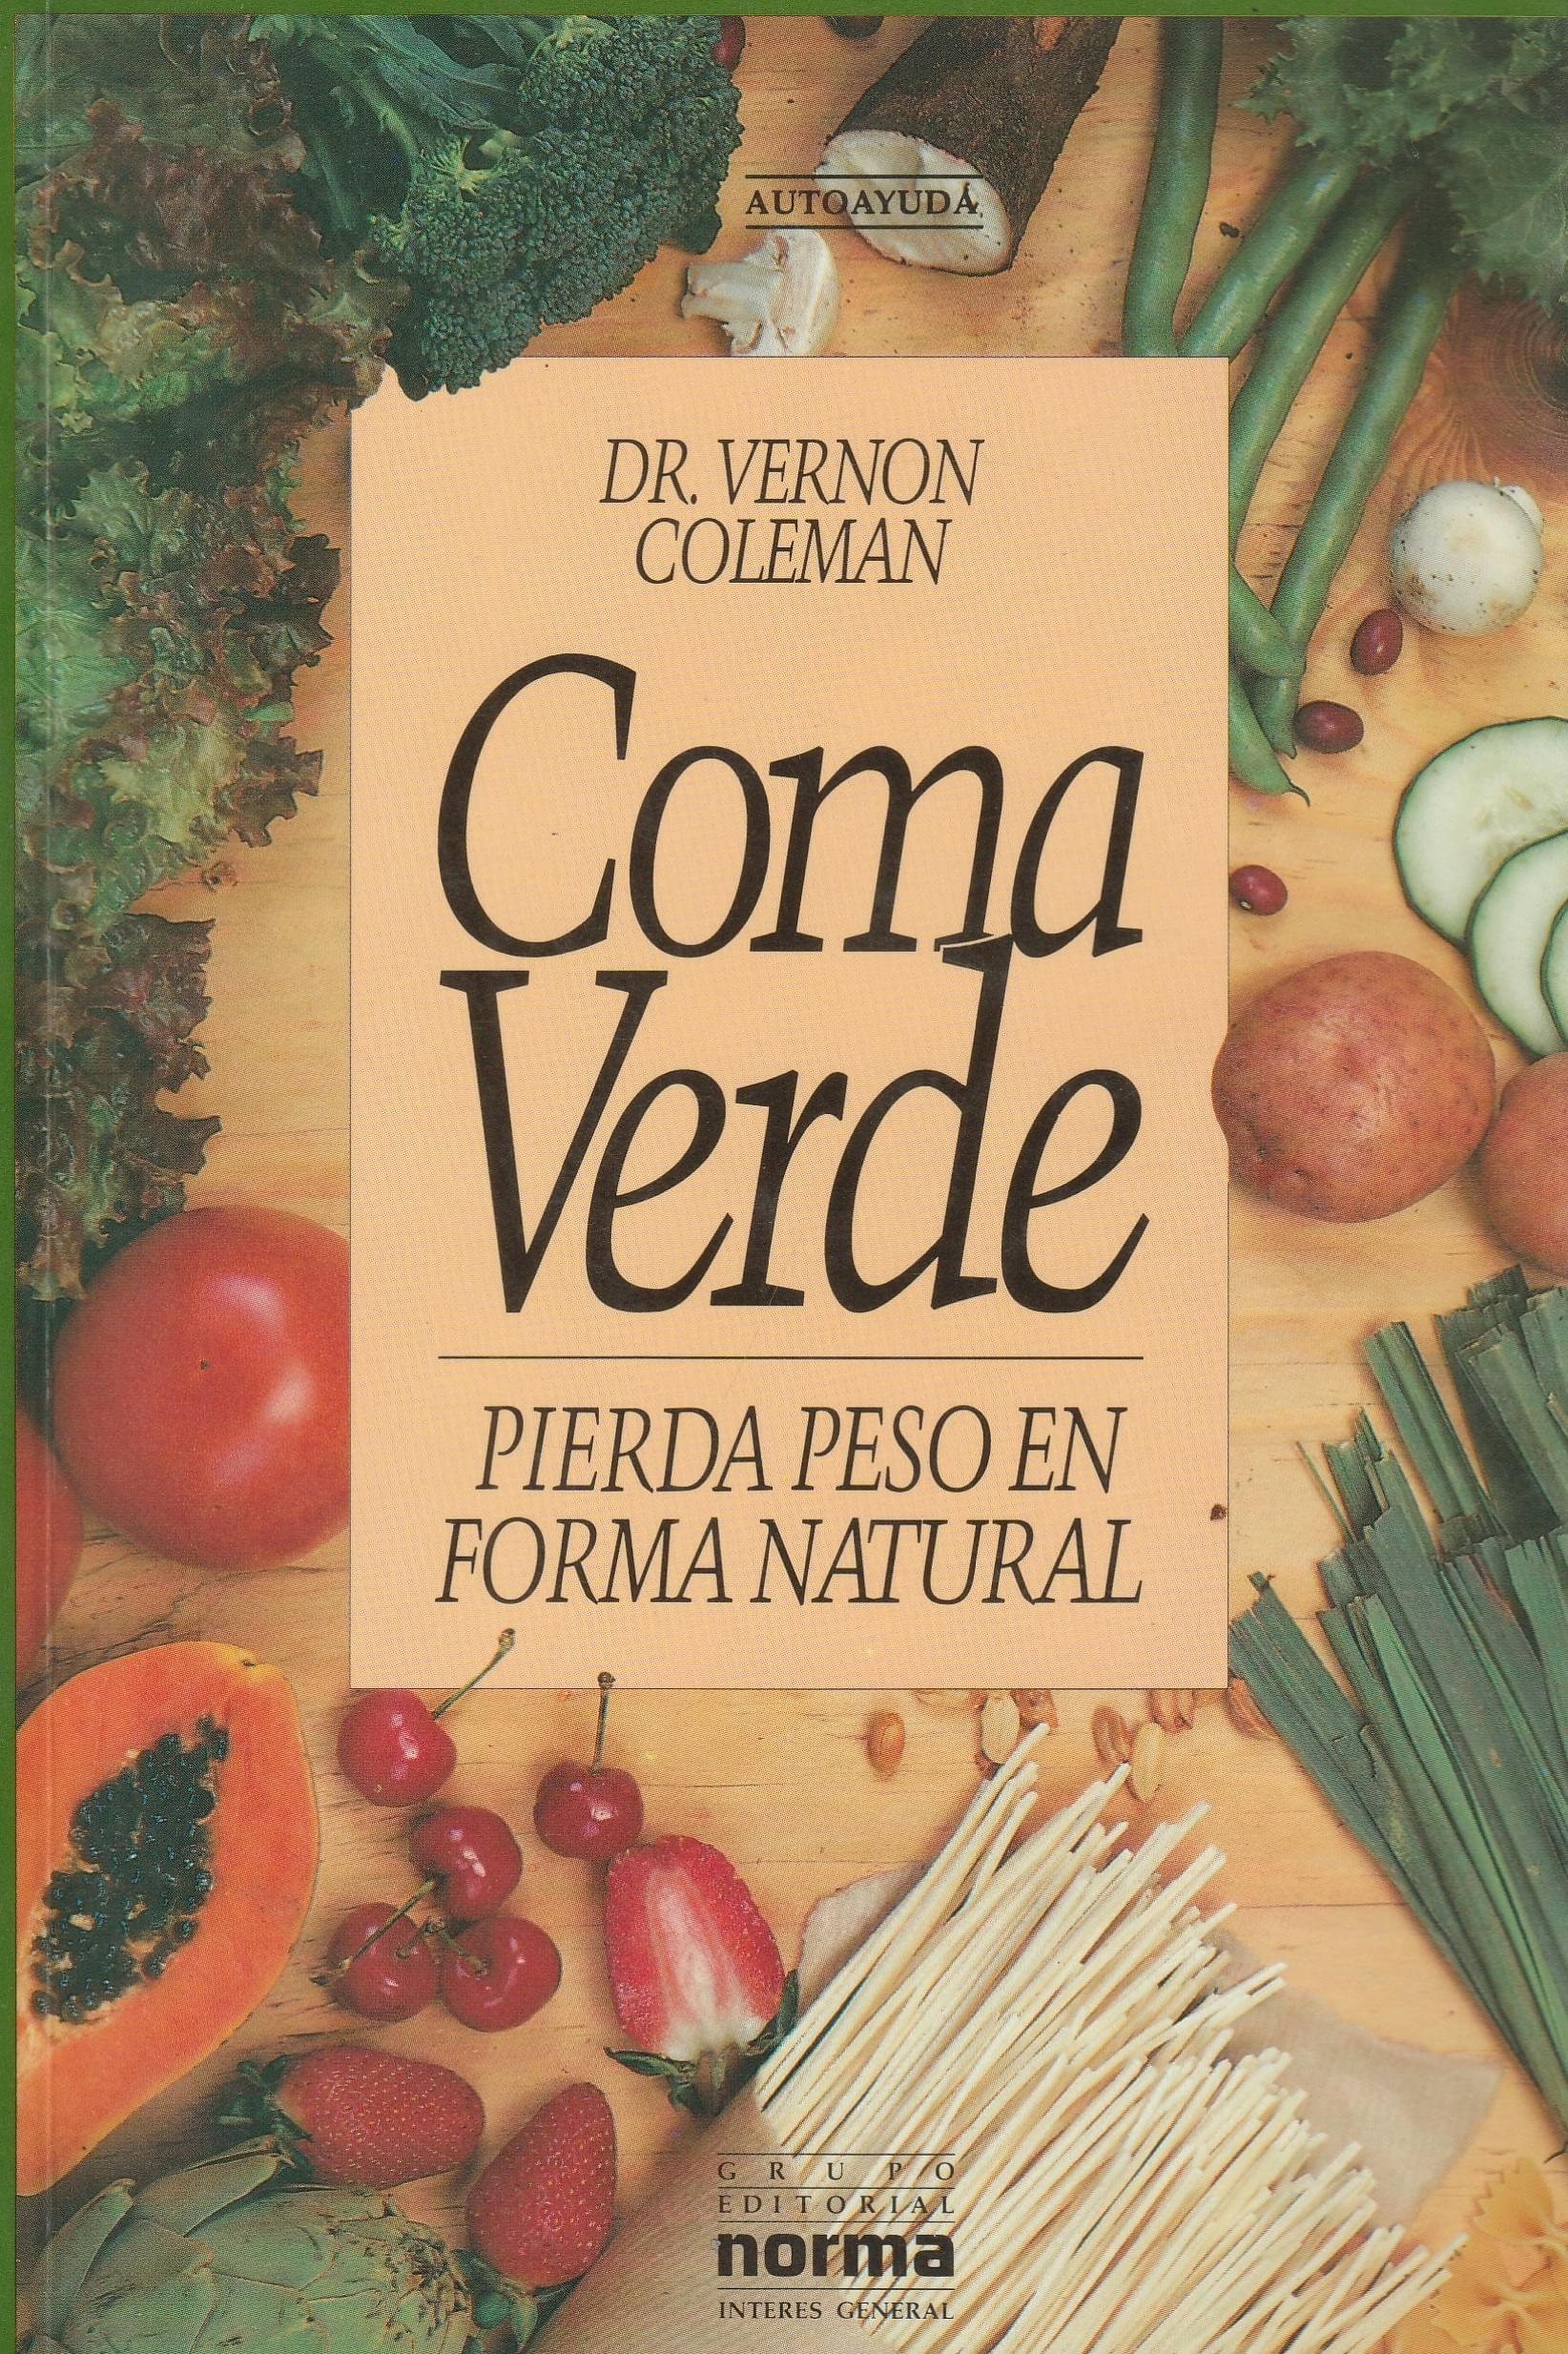 AUTOAYUDA
DR. VERNON
COLEMAN
Coma
Verde
PIERDA PESO EN
FORMA NATURAL
GRUPO
EDITORIAL
norma
INTERES GENERAL